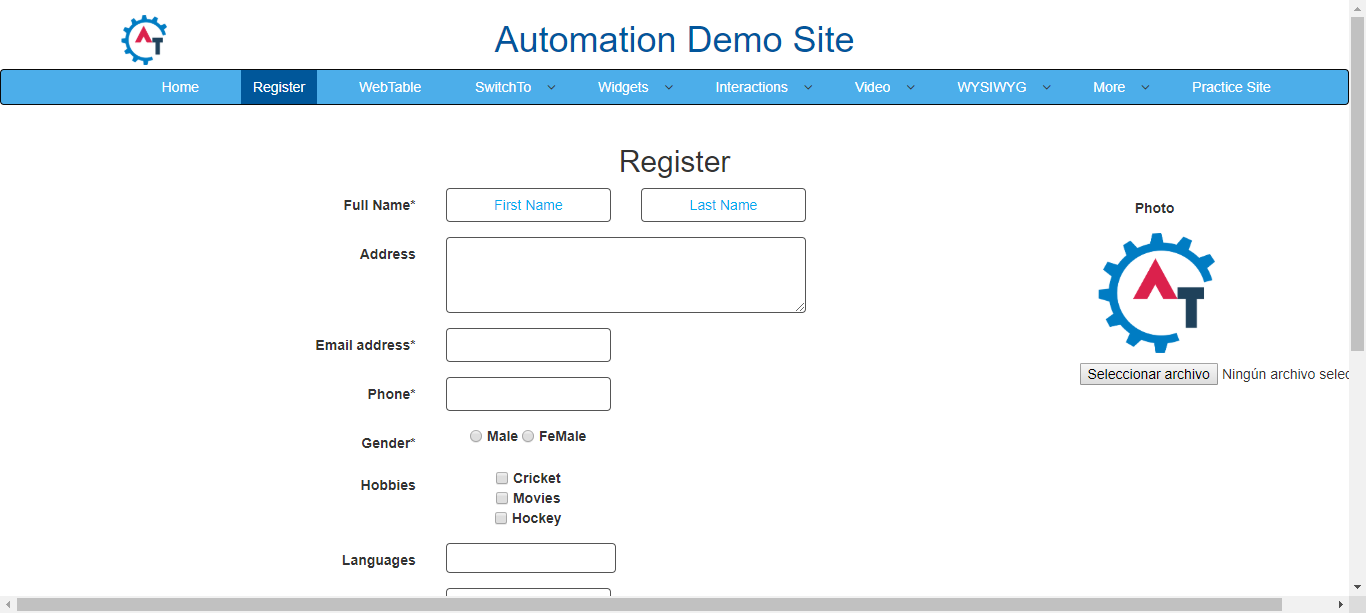 Automation Demo Site
Home Register WebTable SwitchTo Widgets Interactions Video WYSIWYG More Practice Site
Register
Full Name* First Name Last Name
Photo
Address
Email address*
Phone*
Seleccionar archivo Ningún archivo selec
Gender* Male FeMale
Hobbies
Cricket
Movies
Hockey
Languages